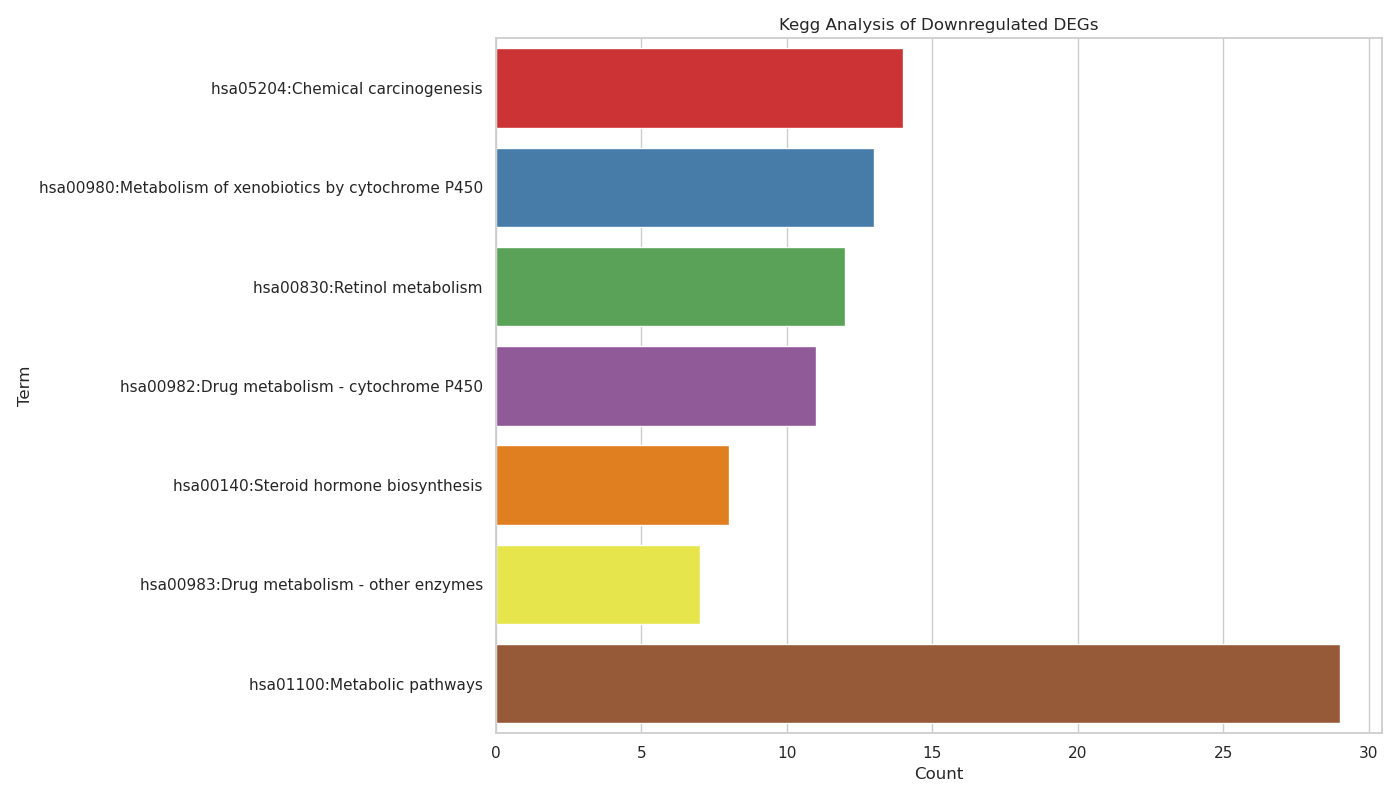 Kegg Analysis of Downregulated DEGs
hsa05204:Chemical carcinogenesis
hsa00980:Metabolism of xenobiotics by cytochrome P450
hsa00830:Retinol metabolism
hsa00982:Drug metabolism - cytochrome P450
hsa00140:Steroid hormone biosynthesis
hsa00983:Drug metabolism - other enzymes
hsa01100:Metabolic pathways
Term
0 5 10 15 20 25 30
Count